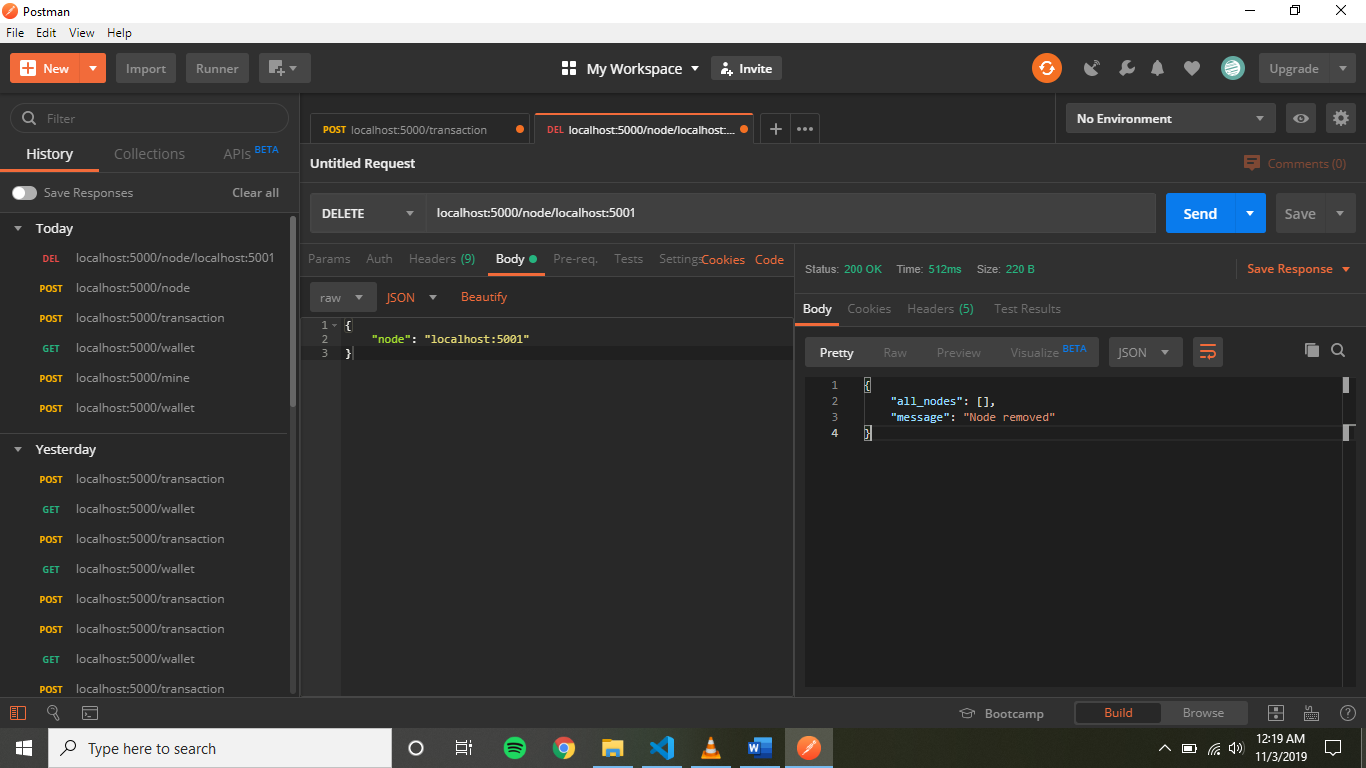 Postman
File Edit View Help
New Import Runner My Workspace Invite Upgrade
Filter
History Collections APIs BETA
Save Responses Clear all
Today
DEL localhost:5000/node/localhost:5001
POST localhost:5000/node
POST localhost:5000/transaction
GET localhost:5000/wallet
POST localhost:5000/mine
POST localhost:5000/wallet
Yesterday
POST localhost:5000/transaction
GET localhost:5000/wallet
POST localhost:5000/transaction
GET localhost:5000/wallet
POST localhost:5000/transaction
POST localhost:5000/transaction
GET localhost:5000/wallet
POST localhost:5000/transaction
POST localhost:5000/transaction DEL localhost:5000/node/localhost:... No Environment
Untitled Request Comments (0)
DELETE localhost:5000/node/localhost:5001 Send Save
Params Auth Headers (9) Body Pre-req. Tests Settings Cookies Code
raw JSON Beautify
1 {
2 "node": "localhost:5001"
3 }
Status: 200 OK Time: 512ms Size: 220 B Save Response
Body Cookies Headers (5) Test Results
Pretty Raw Preview Visualize BETA JSON
1 {
2 "all_nodes": [],
3 "message": "Node removed"
4 }
Bootcamp Build Browse
Type here to search
12:19 AM
11/3/2019